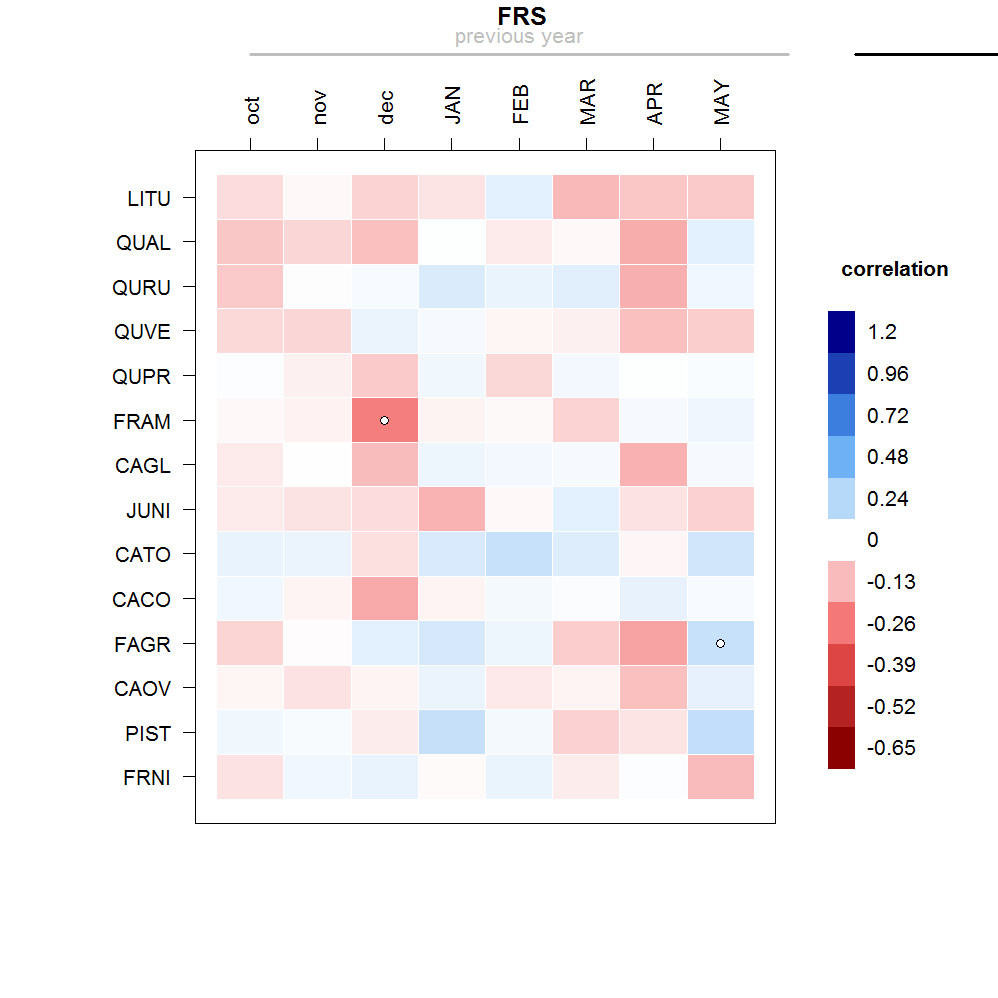 FRS
previous year
oct nov dec JAN FEB MAR APR MAY
LITU
QUAL
QURU
QUVE
QUPR
FRAM
CAGL
JUNI
CATO
CACO
FAGR
CAOV
PIST
FRNI
correlation
1.2
0.96
0.72
0.48
0.24
0
-0.13
-0.26
-0.39
-0.52
-0.65